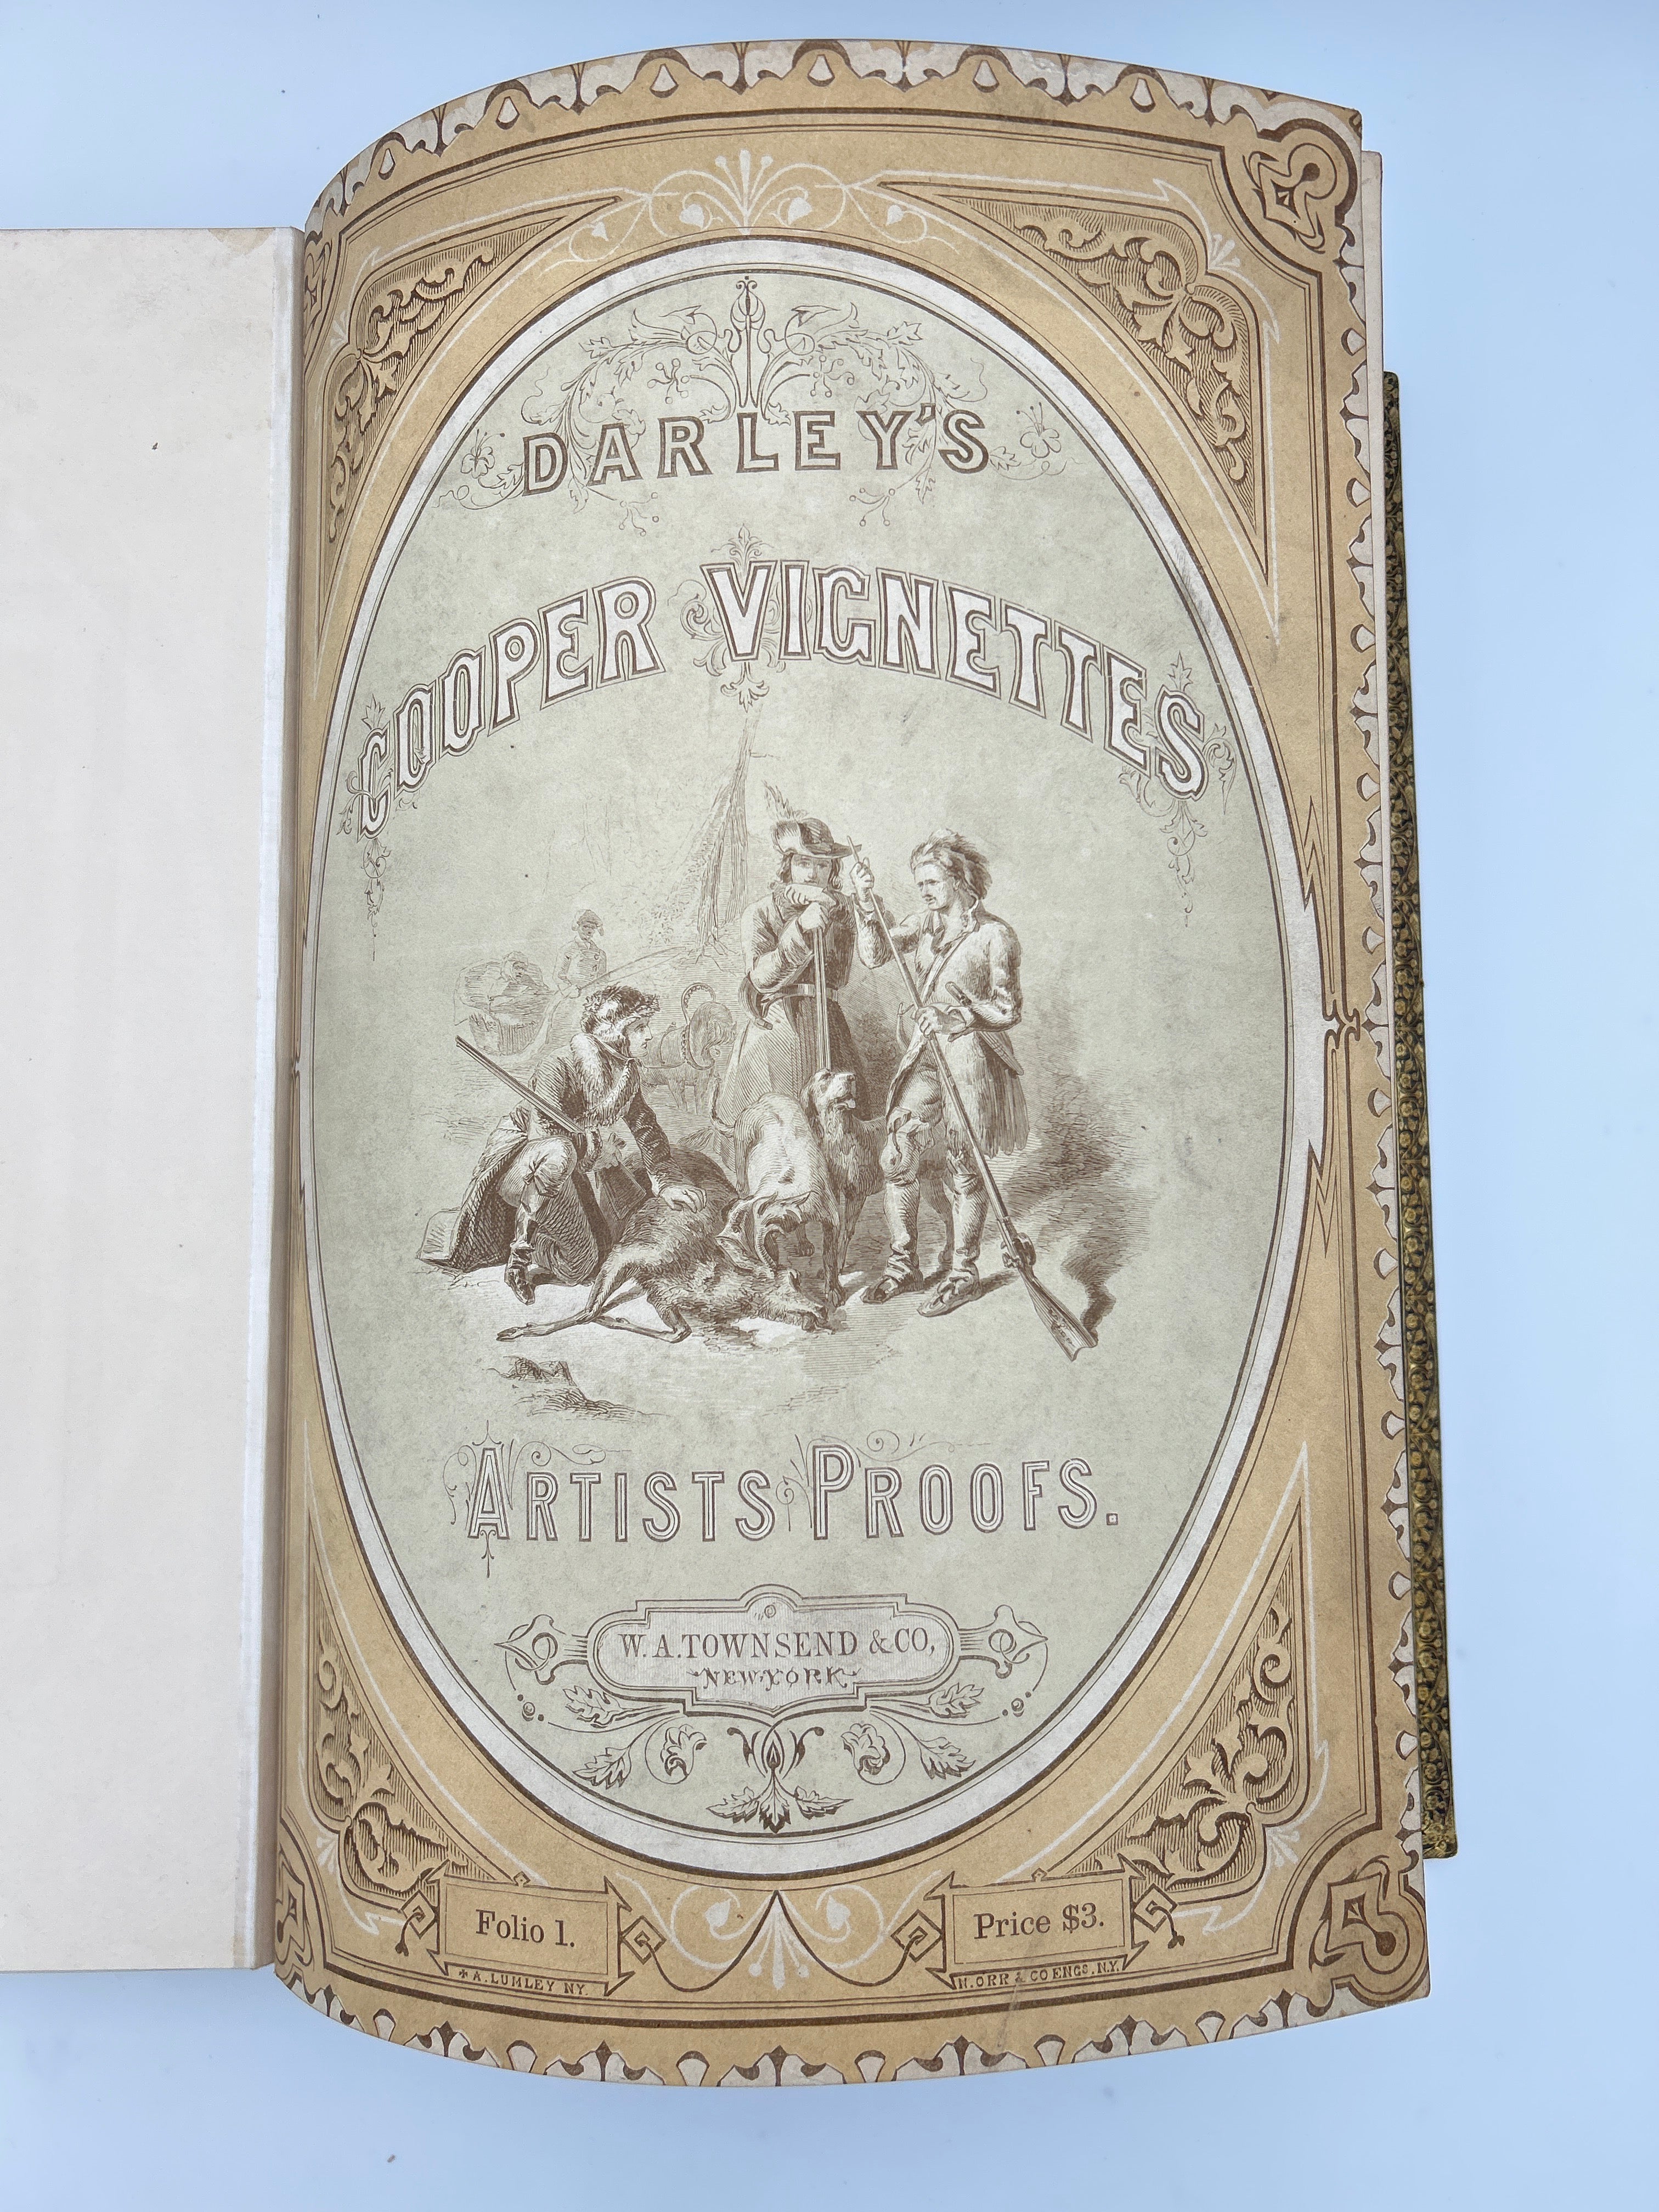 DARLEY'S
COOPER VIGNETTES
ARTISTS PROOFS.
W. A. TOWNSEND & CO,
NEW-YORK
Folio 1.
Price $3.
A. LUMLEY NY.
N. ORR & CO ENGS. N.Y.